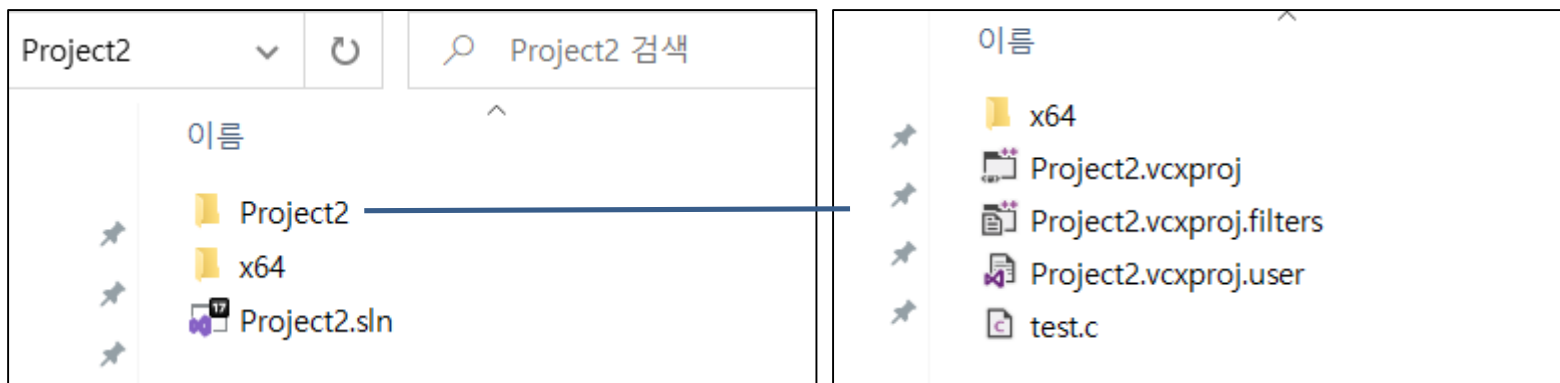 Project2
Project2 검색
이름
Project2
x64
17
Project2.sln
이름
x64
Project2.vcxproj
Project2.vcxproj.filters
Project2.vcxproj.user
c
test.c